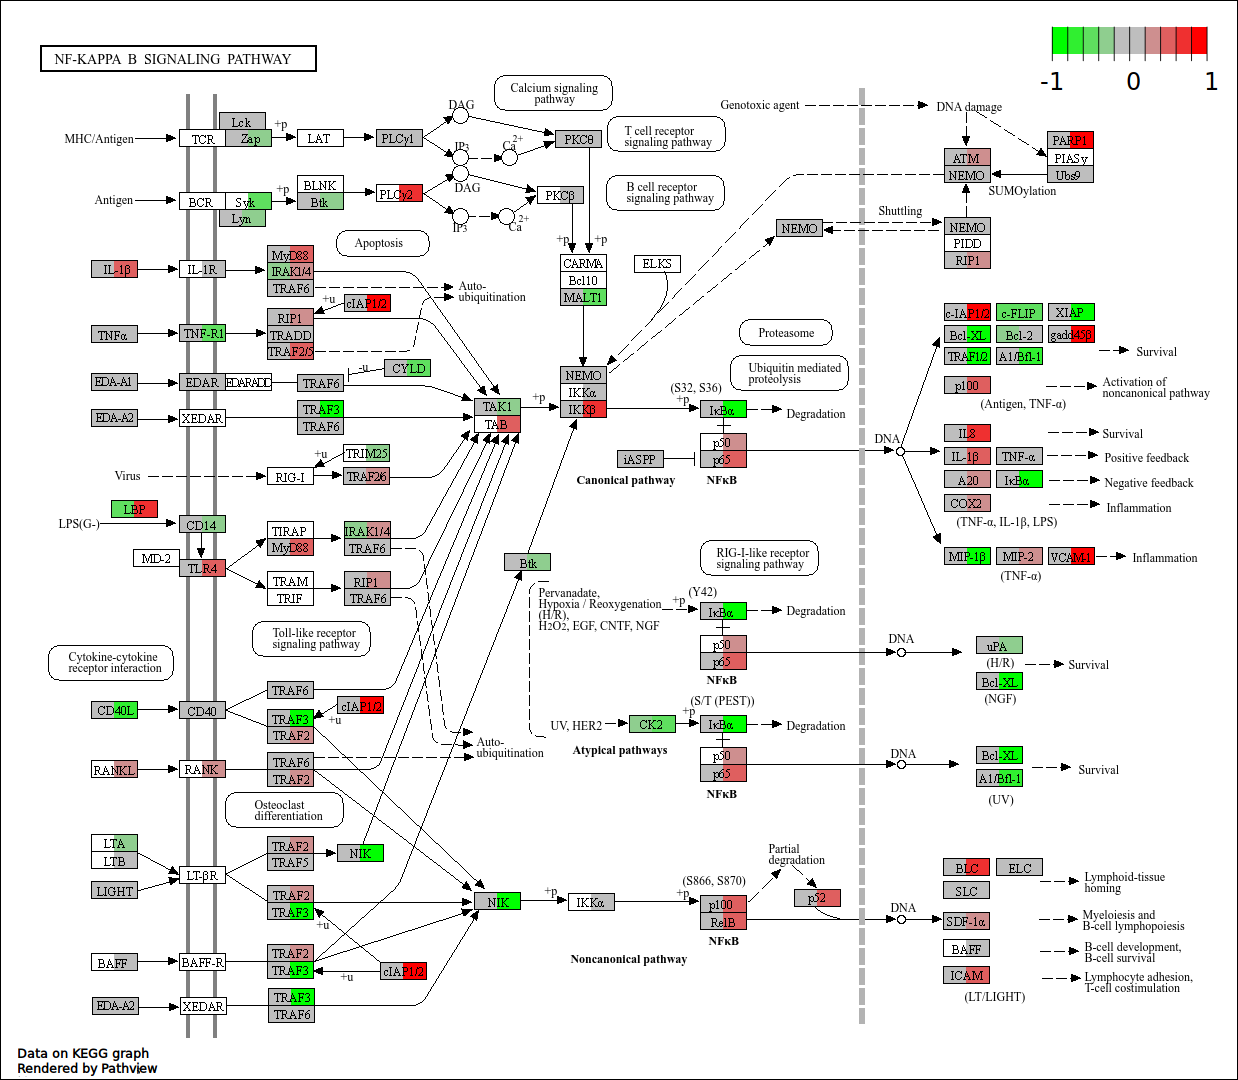 NF-KAPPA B SIGNALING PATHWAY
-1 0 1
Calcium signaling
pathway
T cell receptor
signaling pathway
B cell receptor
signaling pathway
Genotoxic agent
DNA damage
MHC/Antigen
TCR
Lck
Zap
+p
LAT
PLCγ1
DAG
IP3
Ca2+
PKCθ
ATM
NEMO
PARP1
PIASy
Ubs9
SUMOylation
Antigen
BCR
Syk
Lyn
+p
BLNK
Btk
PLCγ2
DAG
IP3
Ca2+
PKCβ
+p
+p
Shuttling
NEMO
NEMO
PIDD
RIP1
Apoptosis
CARMA
Bcl10
MALT1
ELKS
IL-1β
IL-1R
MyD88
IRAK1/4
TRAF6
Auto-
ubiquitination
+u
cIAP1/2
TNFα
TNF-R1
RIP1
TRADD
TRAF2/5
Proteasome
Ubiquitin mediated
proteolysis
-u
CYLD
EDA-A1
EDAR
EDARADD
TRAF6
EDA-A2
XEDAR
TRAF3
TRAF6
TAK1
TAB
+p
NEMO
IKKα
IKKβ
(S32, S36)
+p
IκBα
Degradation
p50
p65
NFκB
iASPP
Canonical pathway
DNA
c-IAP1/2
c-FLIP
XIAP
Bcl-XL
Bcl-2
gadd45β
TRAF1/2
A1/Bfl-1
Survival
p100
(Antigen, TNF-α)
Activation of
noncanonical pathway
IL8
Survival
IL-1β
TNF-α
Positive feedback
A20
IκBα
Negative feedback
COX2
Inflammation
(TNF-α, IL-1β, LPS)
MIP-1β
MIP-2
VCAM1
Inflammation
(TNF-α)
Virus
RIG-I
+u
TRIM25
TRAF26
LBP
LPS(G-)
CD14
MD-2
TLR4
TIRAP
MyD88
IRAK1/4
TRAF6
TRAM
TRIF
RIP1
TRAF6
Btk
RIG-I-like receptor
signaling pathway
Pervanadate,
Hypoxia / Reoxygenation
(H/R),
H2O2, EGF, CNTF, NGF
+p
(Y42)
IκBα
Degradation
p50
p65
NFκB
DNA
uPA
(H/R)
Bcl-XL
(NGF)
Survival
Toll-like receptor
signaling pathway
Cytokine-cytokine
receptor interaction
CD40L
CD40
TRAF6
TRAF3
TRAF2
cIAP1/2
+u
Auto-
ubiquitination
UV, HER2
CK2
+p
(S/T (PEST))
IκBα
Degradation
Atypical pathways
p50
p65
NFκB
DNA
Bcl-XL
A1/Bfl-1
(UV)
Survival
RANKL
RANK
TRAF6
TRAF2
Osteoclast
differentiation
LTA
LTB
LIGHT
LT-βR
TRAF2
TRAF5
NIK
TRAF2
TRAF3
+u
NIK
+p
IKKα
+p
(S866, S870)
p100
RelB
NFκB
Partial
degradation
p52
DNA
Noncanonical pathway
BLC
ELC
SLC
Lymphoid-tissue
homing
SDF-1α
Myeloiesis and
B-cell lymphopoiesis
BAFF
B-cell development,
B-cell survival
ICAM
Lymphocyte adhesion,
T-cell costimulation
(LT/LIGHT)
BAFF
BAFF-R
TRAF2
TRAF3
+u
cIAP1/2
EDA-A2
XEDAR
TRAF3
TRAF6
Data on KEGG graph
Rendered by Pathview